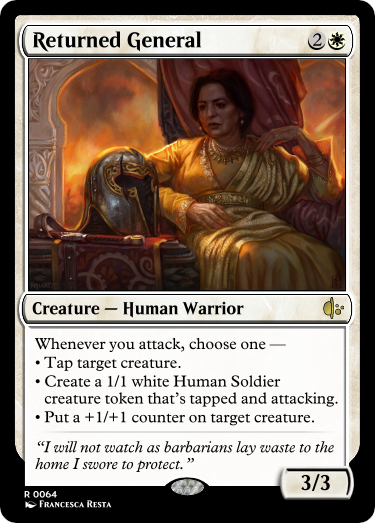 Returned General 2
Creature — Human Warrior
Whenever you attack, choose one —
• Tap target creature.
• Create a 1/1 white Human Soldier
creature token that's tapped and attacking.
• Put a +1/+1 counter on target creature.
“I will not watch as barbarians lay waste to the
home I swore to protect.”
3/3
R 0064
Francesca Resta